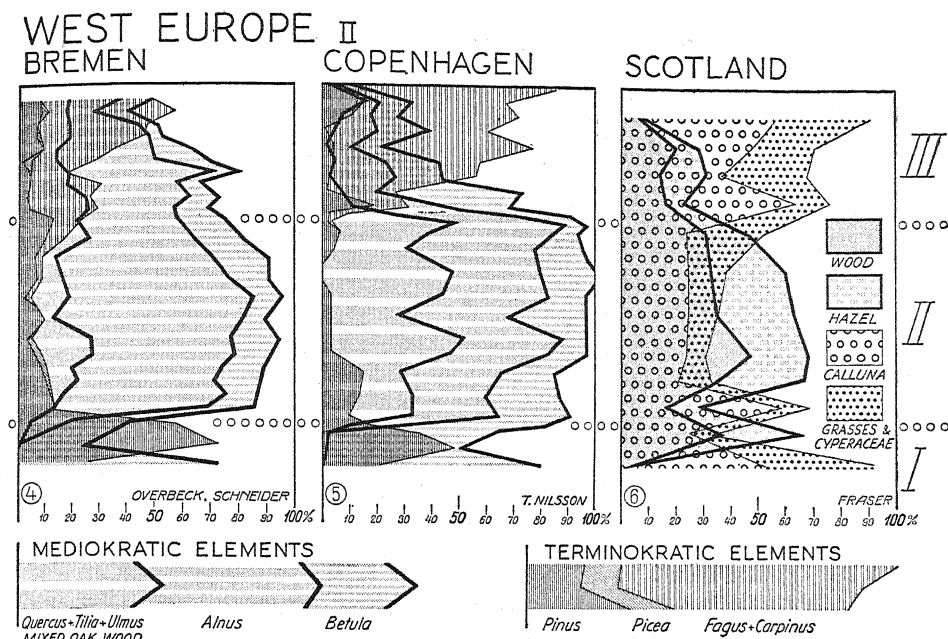 WEST EUROPE II
BREMEN
COPENHAGEN
SCOTLAND
III
II
I
WOOD
HAZEL
CALLUNA
GRASSES &
CYPERACEAE
4
OVERBECK, SCHNEIDER
5
T. NILSSON
6
FRASER
10 20 30 40 50 60 70 80 90 100%
10 20 30 40 50 60 70 80 90 100%
10 20 30 40 50 60 70 80 90 100%
MEDIOKRATIC ELEMENTS
Quercus+Tilia+Ulmus
MIXED OAK WOOD
Alnus
Betula
TERMINOKRATIC ELEMENTS
Pinus
Picea
Fagus+Carpinus